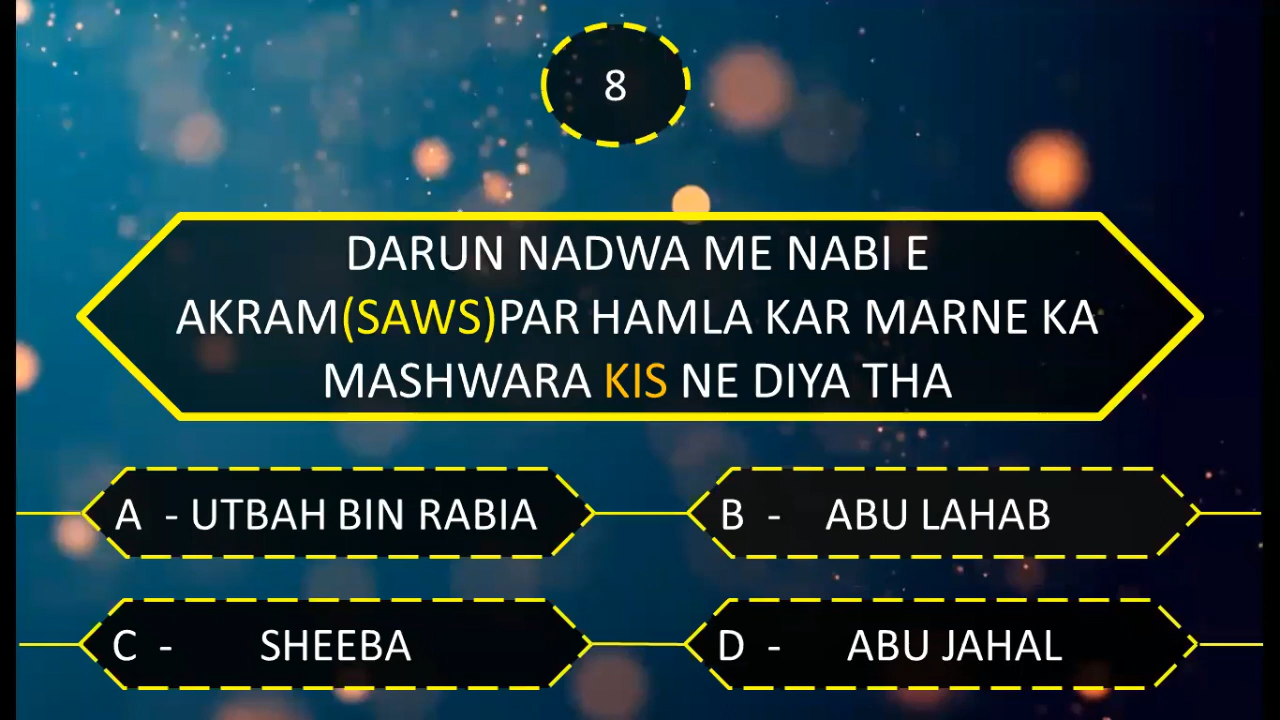 8
DARUN NADWA ME NABI E
AKRAM(SAWS)PAR HAMLA KAR MARNE KA
MASHWARA KIS NE DIYA THA
A - UTBAH BIN RABIA
B - ABU LAHAB
C - SHEEBA
D - ABU JAHAL